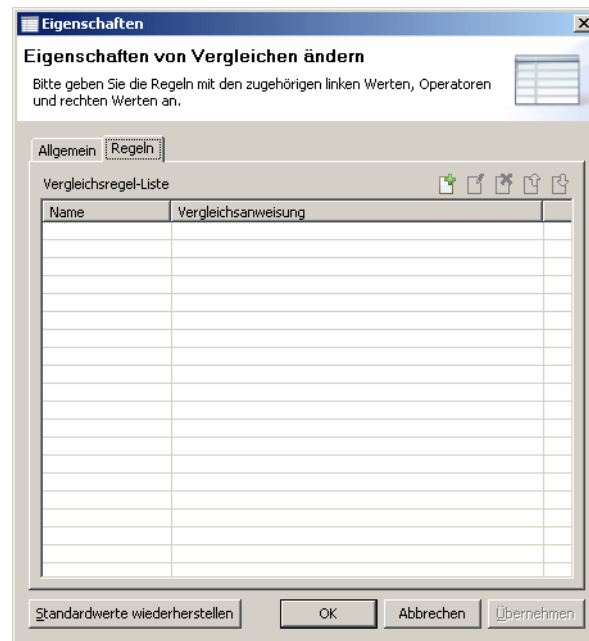 Eigenschaften
Eigenschaften von Vergleichen ändern
Bitte geben Sie die Regeln mit den zugehörigen linken Werten, Operatoren
und rechten Werten an.
Allgemein Regeln
Vergleichsregel-Liste
Name Vergleichsanweisung
Standardwerte wiederherstellen OK Abbrechen Übernehmen